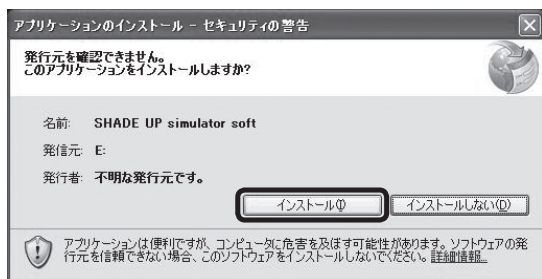 アプリケーションのインストール - セキュリティの警告
発行元を確認できません。
このアプリケーションをインストールしますか?
名前: SHADE UP simulator soft
発信元: E:
発行者: 不明な発行元です。
インストール(I)
インストールしない(D)
アプリケーションは便利ですが、コンピュータに危害を及ぼす可能性があります。ソフトウェアの発
行元を信頼できない場合、このソフトウェアをインストールしないでください。詳細情報...